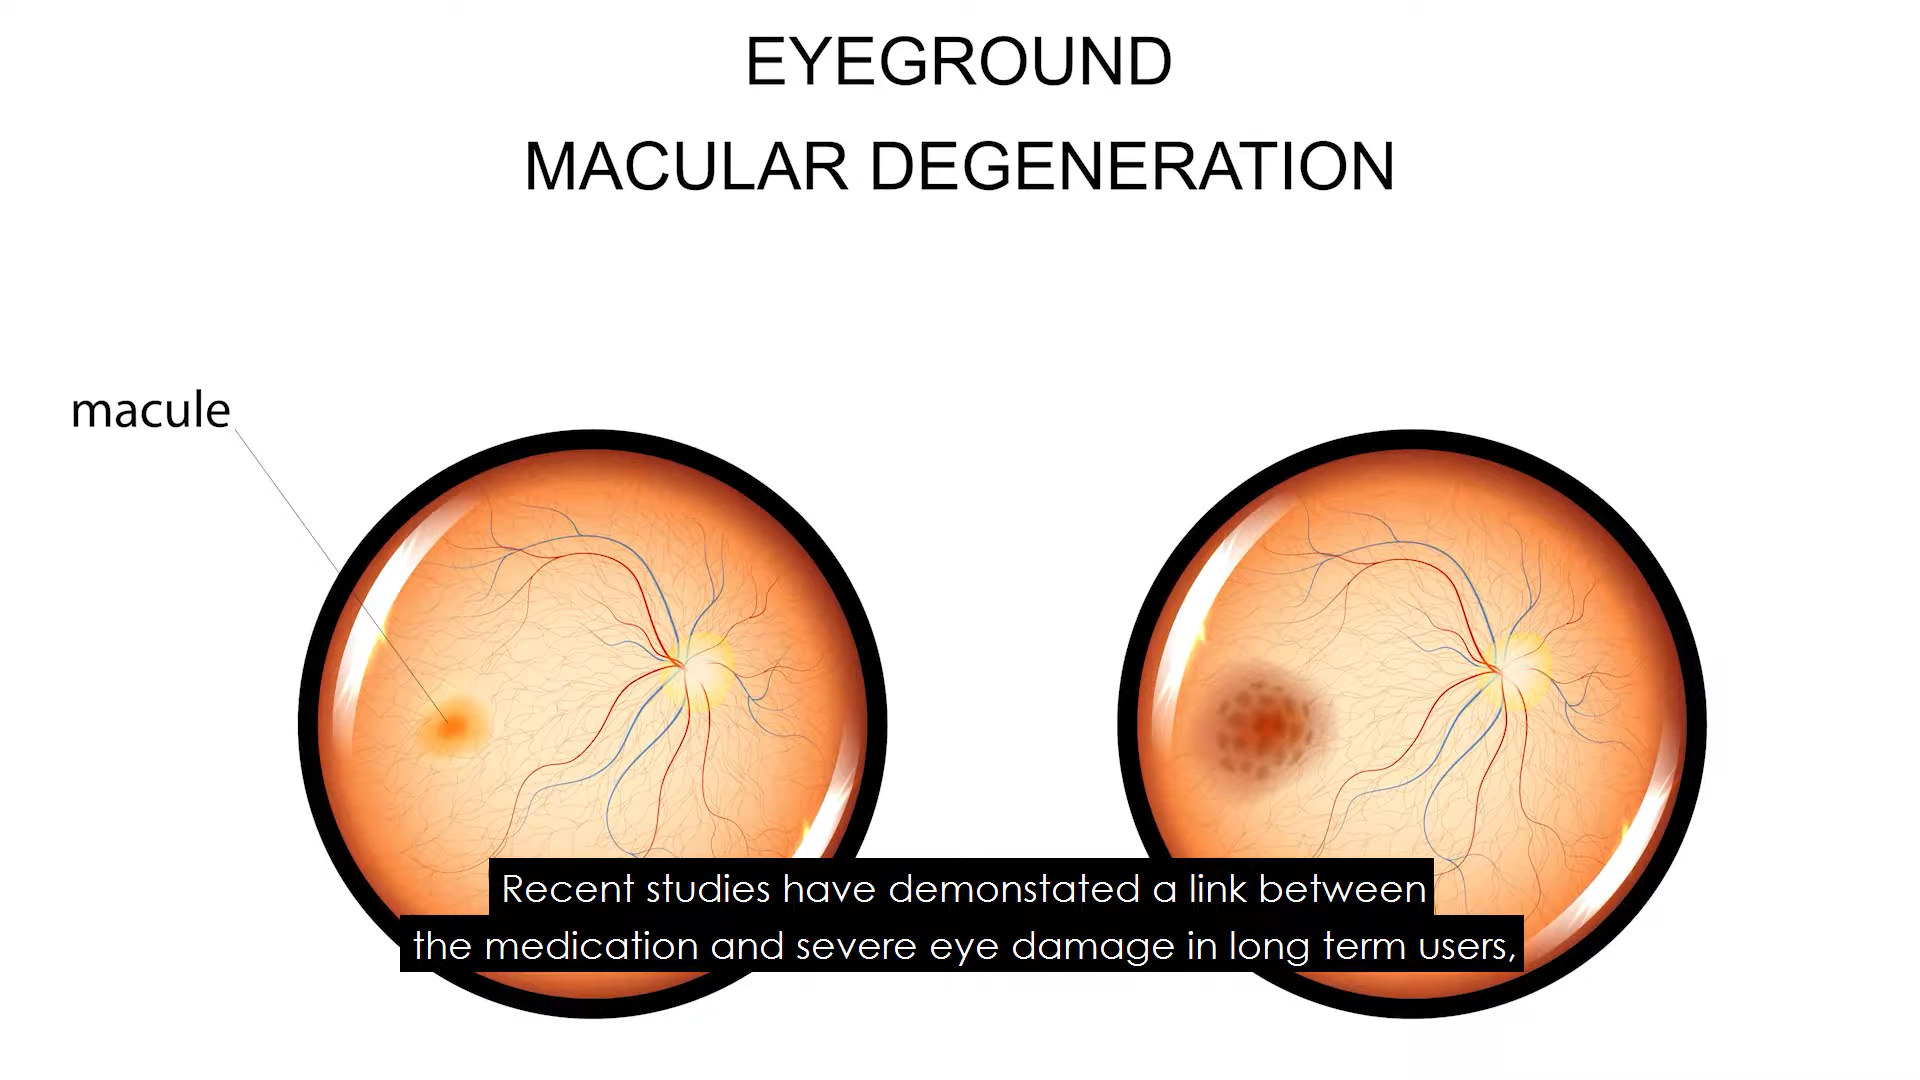 EYEGROUND
MACULAR DEGENERATION
macule
Recent studies have demonstated a link between
the medication and severe eye damage in long term users,